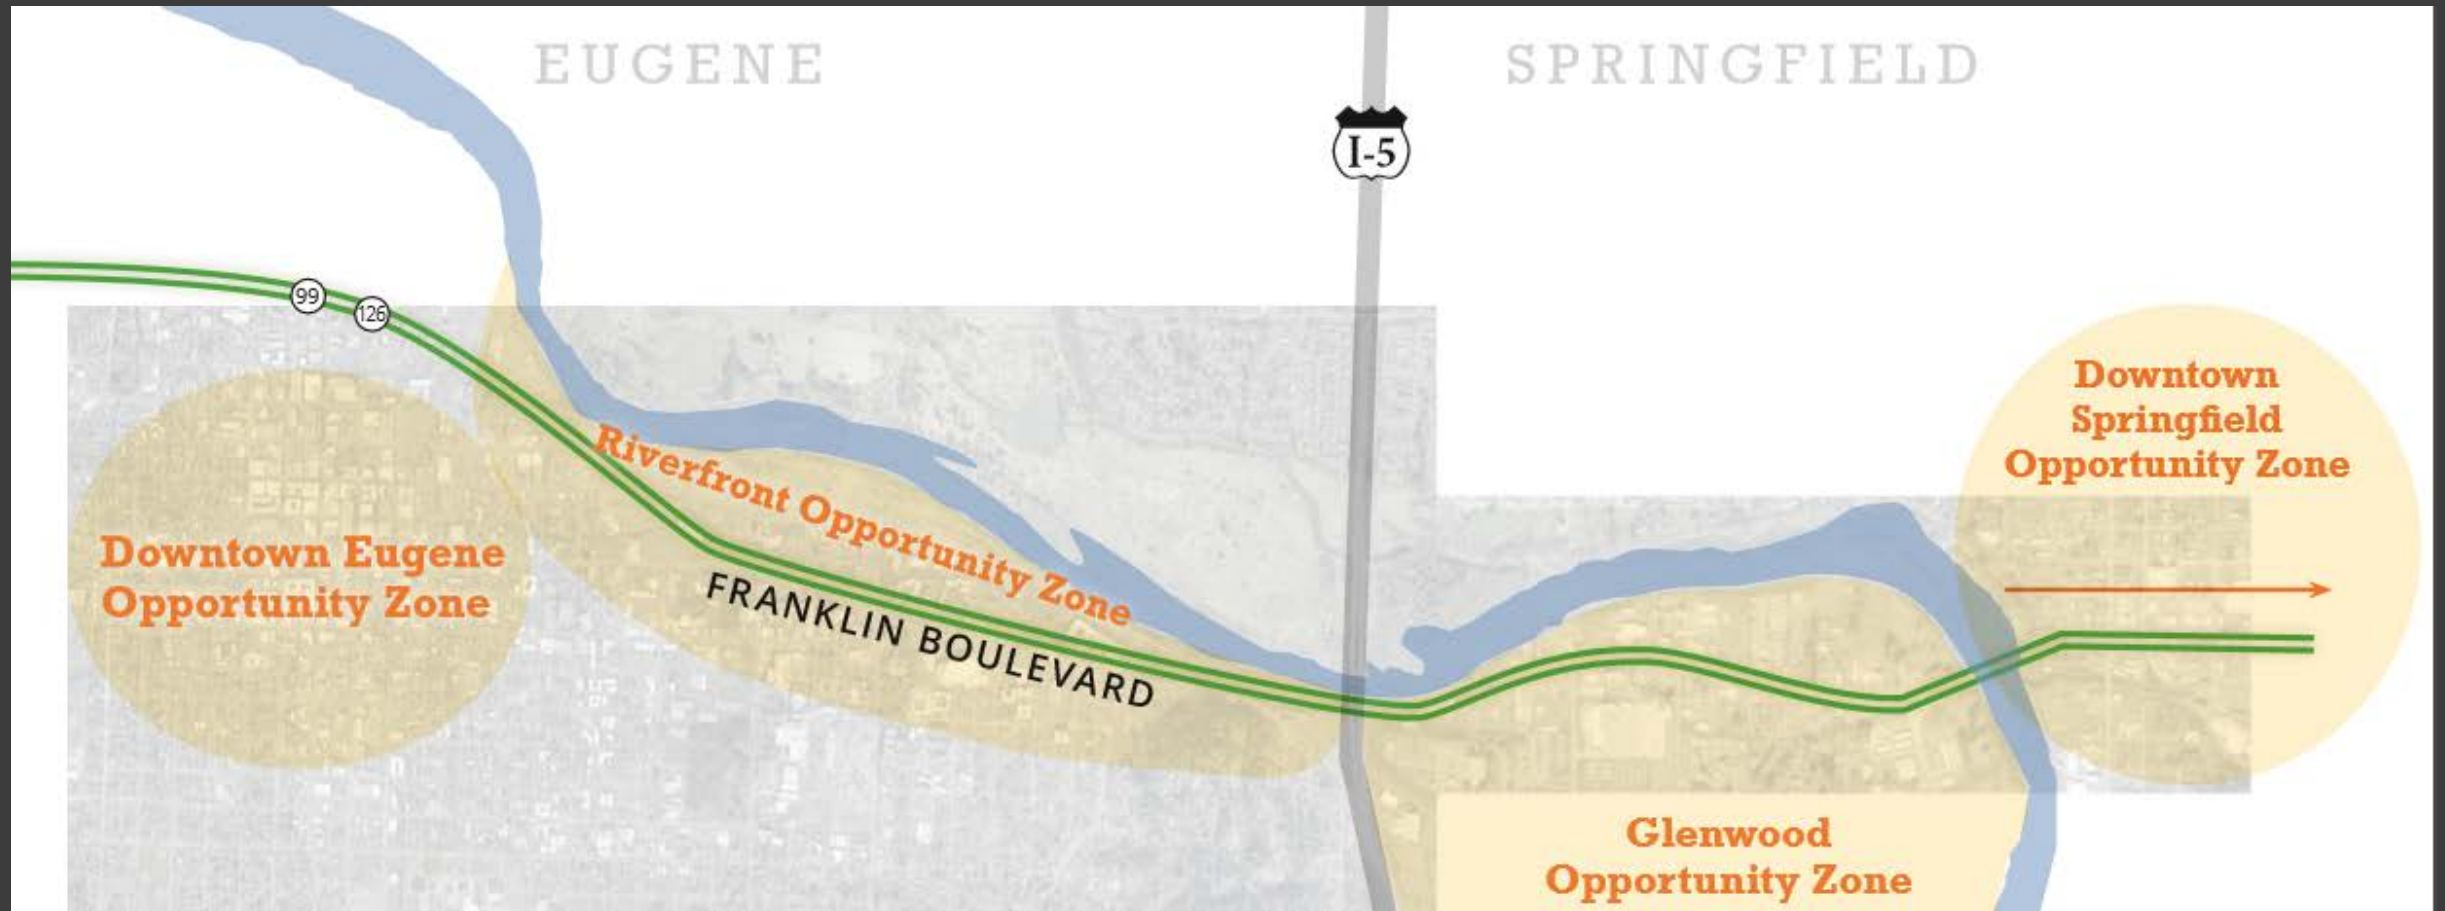 EUGENE
SPRINGFIELD
I-5
99
126
Downtown
Springfield
Opportunity Zone
Riverfront Opportunity Zone
Downtown Eugene
Opportunity Zone
FRANKLIN BOULEVARD
Glenwood
Opportunity Zone